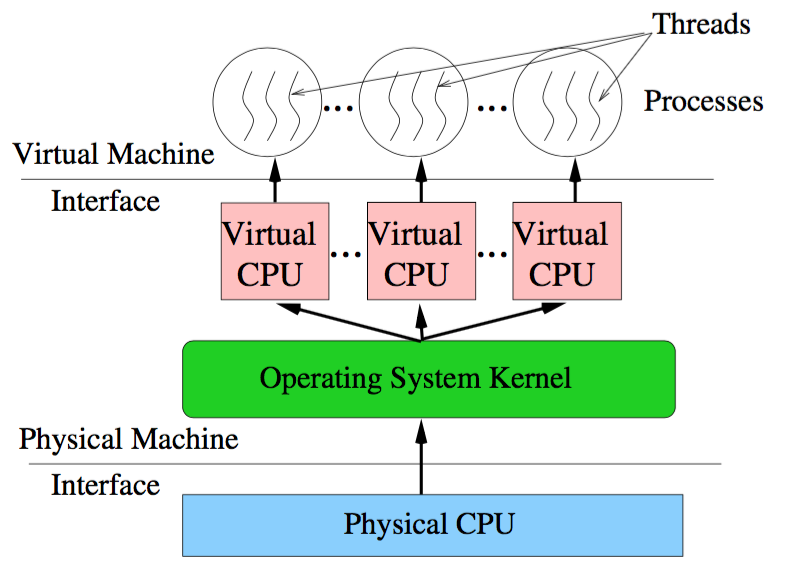 Threads
Processes
...
...
Virtual Machine
Interface
Virtual
CPU
...
Virtual
CPU
...
Virtual
CPU
Operating System Kernel
Physical Machine
Interface
Physical CPU